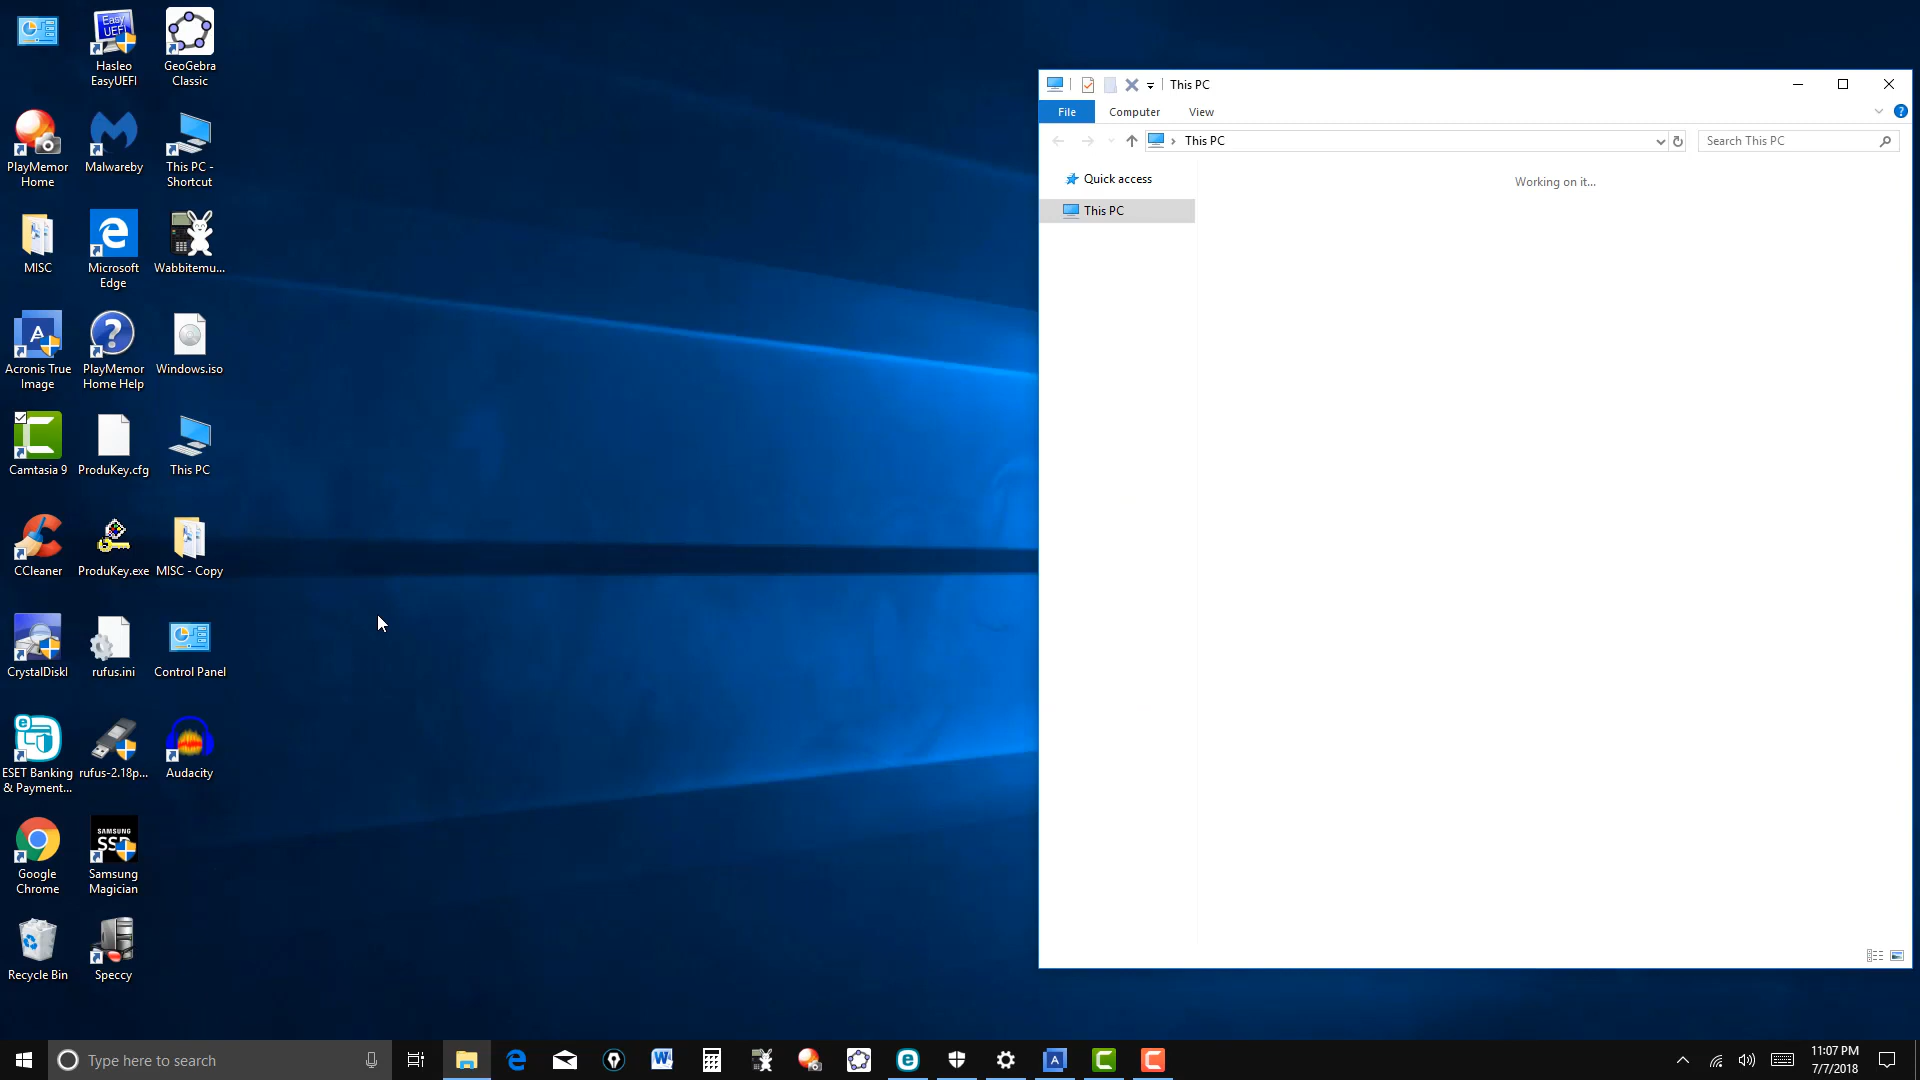 Easy
UEFI
Hasleo
EasyUEFI
GeoGebra
Classic
PlayMemor
Home
Malwareby
This PC -
Shortcut
MISC
Microsoft
Edge
Wabbitemu...
Acronis True
Image
PlayMemor
Home Help
Windows.iso
Camtasia 9
ProduKey.cfg
This PC
CCleaner
ProduKey.exe
MISC - Copy
CrystalDiskI
rufus.ini
Control Panel
ESET Banking
& Payment...
rufus-2.18p...
Audacity
Google
Chrome
SAMSUNG
SSD
Samsung
Magician
Recycle Bin
Speccy
This PC
File
Computer
View
This PC
Search This PC
Quick access
This PC
Working on it...
Type here to search
11:07 PM
7/7/2018